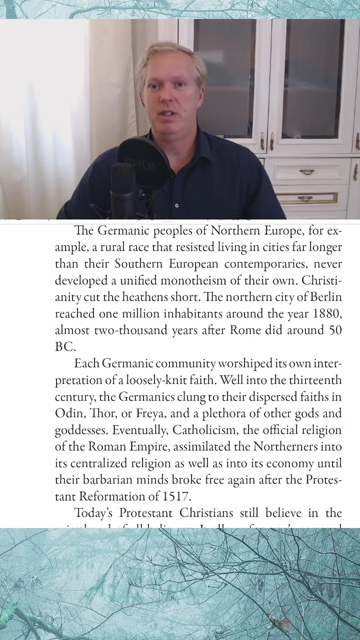 The Germanic peoples of Northern Europe, for ex-
ample, a rural race that resisted living in cities far longer
than their Southern European contemporaries, never
developed a unified monotheism of their own. Christi-
anity cut the heathens short. The northern city of Berlin
reached one million inhabitants around the year 1880,
almost two-thousand years after Rome did around 50
BC.
Each Germanic community worshiped its own inter-
pretation of a loosely-knit faith. Well into the thirteenth
century, the Germanics clung to their dispersed faiths in
Odin, Thor, or Freya, and a plethora of other gods and
goddesses. Eventually, Catholicism, the official religion
of the Roman Empire, assimilated the Northerners into
its centralized religion as well as into its economy until
their barbarian minds broke free again after the Protes-
tant Reformation of 1517.
Today's Protestant Christians still believe in the